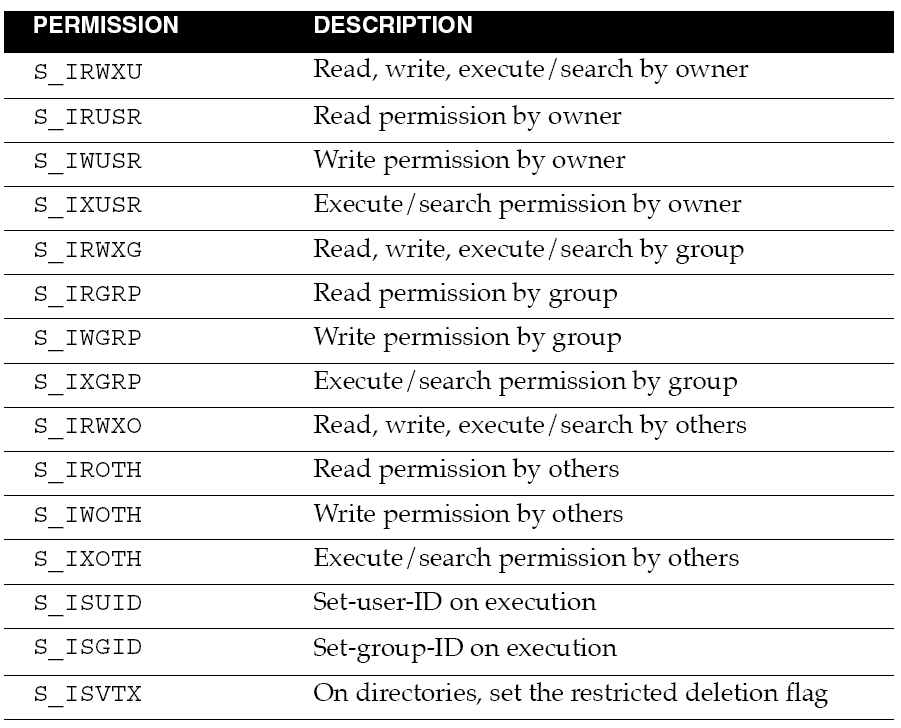 PERMISSION DESCRIPTION
S_IRWXU Read, write, execute/search by owner
S_IRUSR Read permission by owner
S_IWUSR Write permission by owner
S_IXUSR Execute/search permission by owner
S_IRWXG Read, write, execute/search by group
S_IRGRP Read permission by group
S_IWGRP Write permission by group
S_IXGRP Execute/search permission by group
S_IRWXO Read, write, execute/search by others
S_IROTH Read permission by others
S_IWOTH Write permission by others
S_IXOTH Execute/search permission by others
S_ISUID Set-user-ID on execution
S_ISGID Set-group-ID on execution
S_ISVTX On directories, set the restricted deletion flag